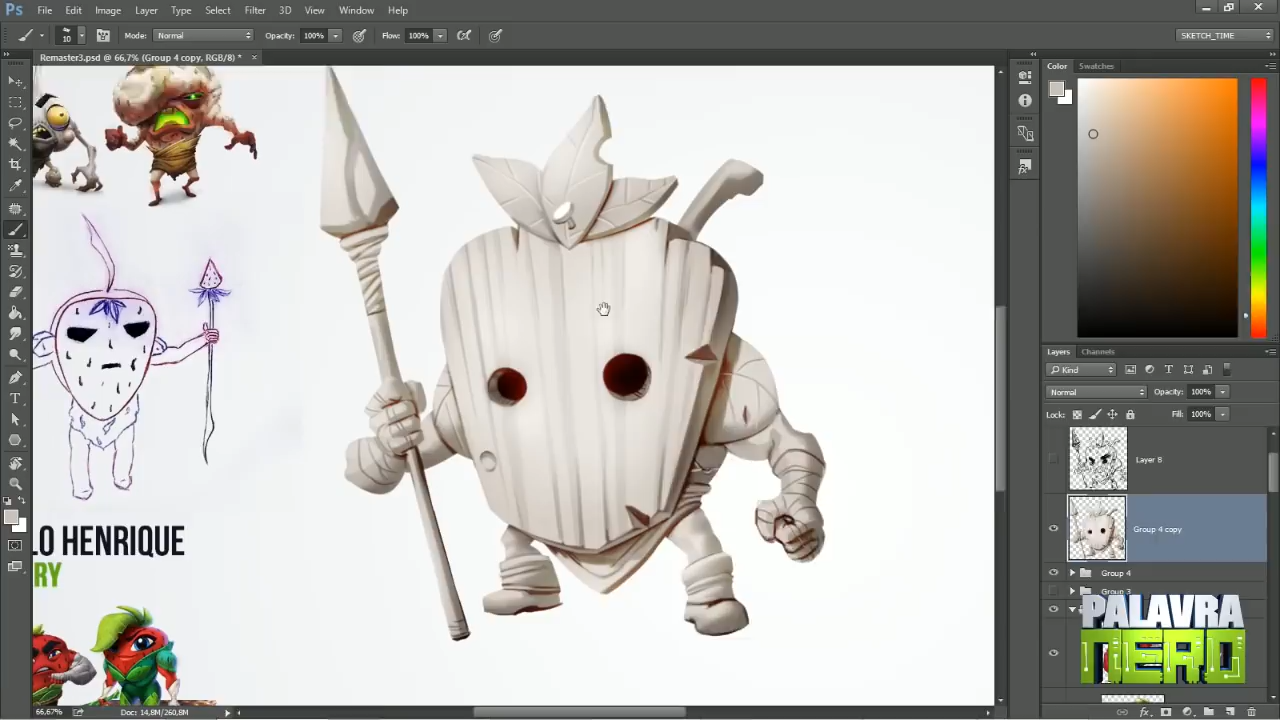 Ps File Edit Image Layer Type Select Filter 3D View Window Help
10 Mode: Normal Opacity: 100% Flow: 100% SKETCH_TIME
Remaster3.psd @ 66,7% (Group 4 copy, RGB/8) *
Color Swatches
LO HENRIQUE
RY
Layers Channels
Kind
Normal Opacity: 100%
Lock: Fill: 100%
Layer 8
Group 4 copy
Group 4
Group 3
PALAVRA
NERD
66,67% Doc: 14,8M/260,8M